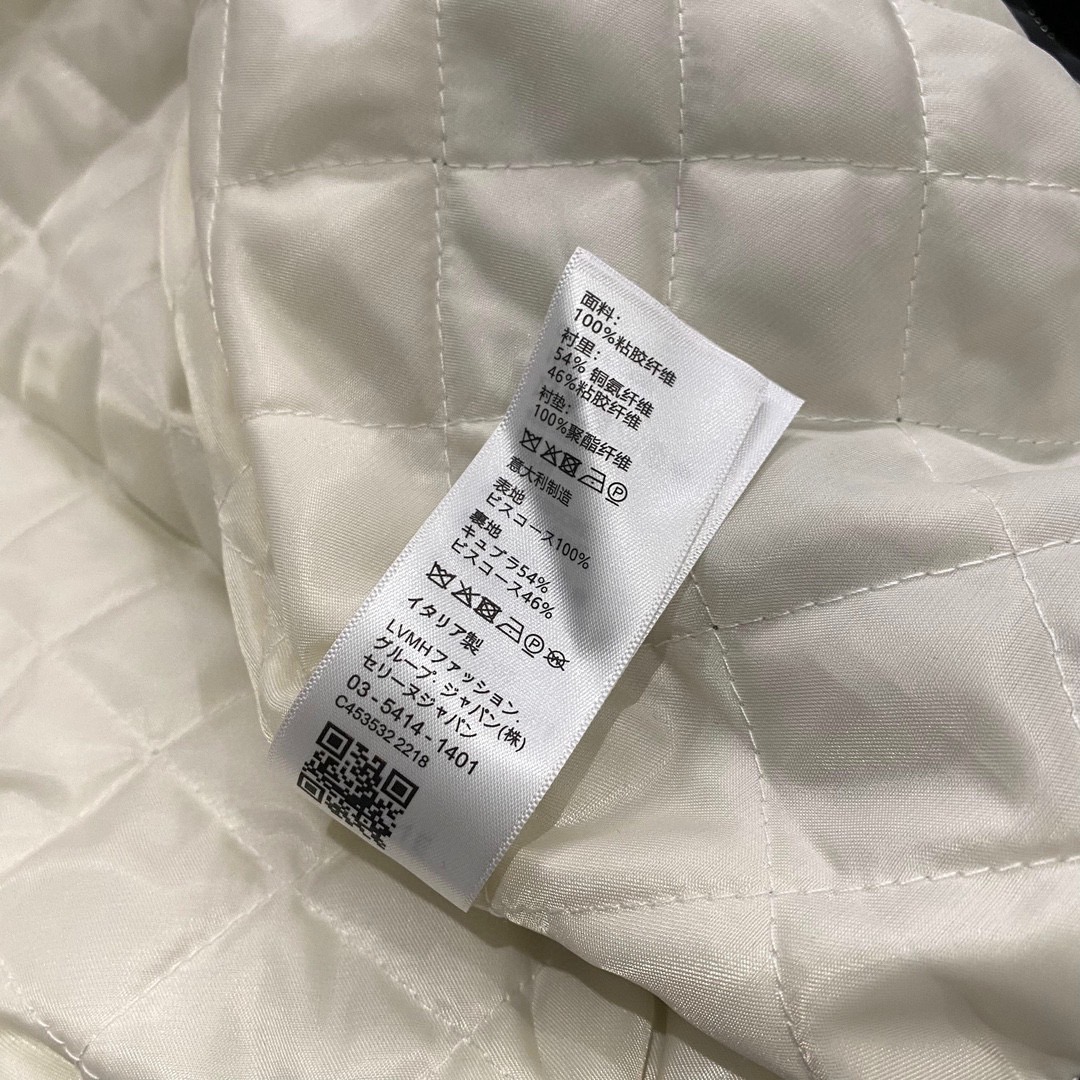 面料：
100%粘胶纤维
衬里：
54% 铜氨纤维
46%粘胶纤维
衬垫：
100%聚酯纤维
P
意大利制造
表地
ビスコース100%
裏地
キュプラ54%
ビスコース46%
P
イタリア製
LVMHファッション.
グループ・ジャパン(株)
セリーヌジャパン
03-5414-1401
C453532 2218